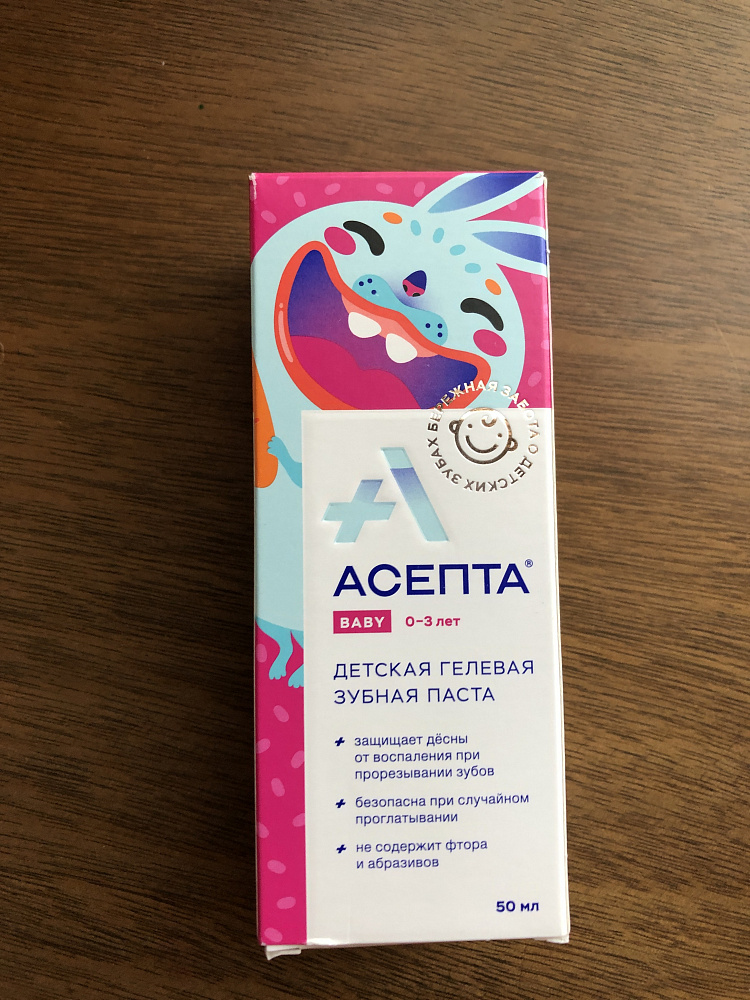 БЕРЕЖНАЯ ЗАБОТА О ДЕТСКИХ ЗУБАХ
АСЕПТА®
BABY 0-3 лет
ДЕТСКАЯ ГЕЛЕВАЯ
ЗУБНАЯ ПАСТА
защищает дёсны
от воспаления при
прорезывании зубов
безопасна при случайном
проглатывании
не содержит фтора
и абразивов
50 мл